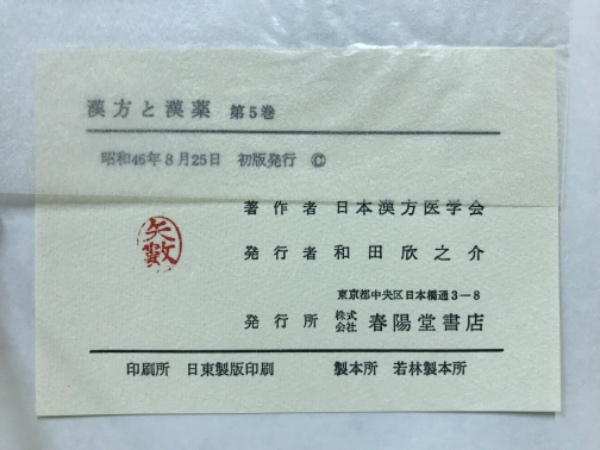 漢方と漢薬 第5巻
昭和46年8月25日 初版発行 ©
著作者 日本漢方医学会
発行者 和田欣之介
東京都中央区日本橋通3-8
発行所 株式会社 春陽堂書店
印刷所 日東製版印刷 製本所 若林製本所
矢数